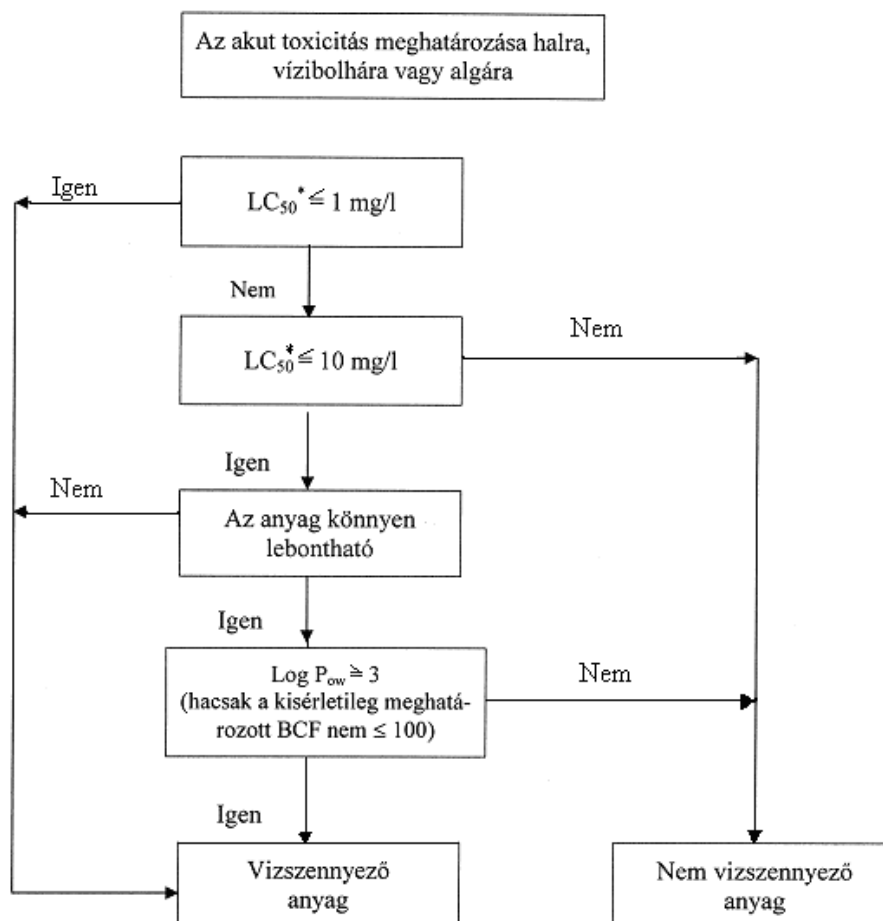 Az akut toxicitás meghatározása halra,
vízibolhára vagy algára
Igen
LC50* ≦ 1 mg/l
Nem
LC50* ≦ 10 mg/l
Nem
Igen
Nem
Az anyag könnyen
lebontható
Igen
Log Pow ≧ 3
(hacsak a kisérletileg meghatá-
rozott BCF nem ≤ 100)
Nem
Igen
Vizszennyező
anyag
Nem vizszennyező
anyag